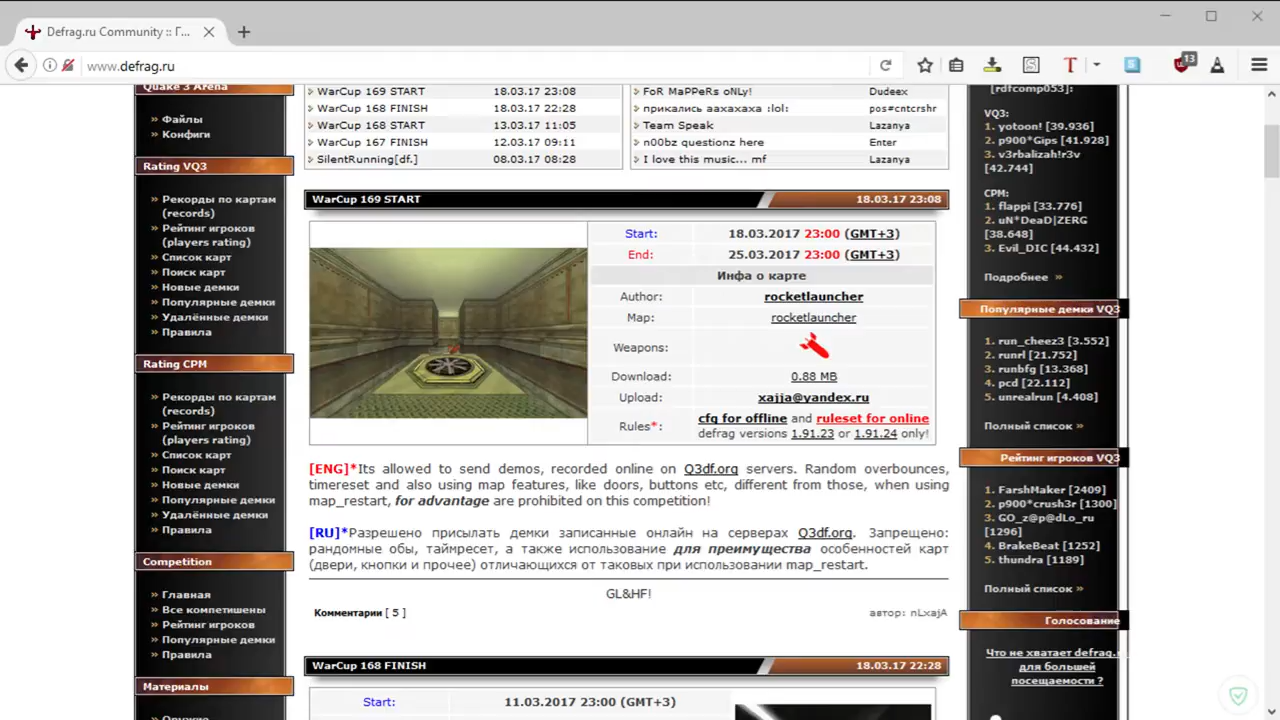 Defrag.ru Community :: Г...
www.defrag.ru
13
Quake 3 Arena
» Файлы
» Конфиги
Rating VQ3
» Рекорды по картам
(records)
» Рейтинг игроков
(players rating)
» Список карт
» Поиск карт
» Новые демки
» Популярные демки
» Удалённые демки
» Правила
Rating CPM
» Рекорды по картам
(records)
» Рейтинг игроков
(players rating)
» Список карт
» Поиск карт
» Новые демки
» Популярные демки
» Удалённые демки
» Правила
Competition
» Главная
» Все компетишены
» Рейтинг игроков
» Популярные демки
» Правила
Материалы
» Оружие
WarCup 169 START 18.03.17 23:08
WarCup 168 FINISH 18.03.17 22:28
WarCup 168 START 13.03.17 11:05
WarCup 167 FINISH 12.03.17 09:11
SilentRunning[df.] 08.03.17 08:28
FoR MaPPeRs oNLy! Dudeex
прикались аахахаха :lol: pos#cntcrshr
Team Speak Lazanya
n00bz questionz here Enter
I love this music... mf Lazanya
WarCup 169 START 18.03.17 23:08
Start: 18.03.2017 23:00 (GMT+3)
End: 25.03.2017 23:00 (GMT+3)
Инфа о карте
Author: rocketlauncher
Map: rocketlauncher
Weapons:
Download: 0.88 MB
Upload: xajja@yandex.ru
Rules*: cfg for offline and ruleset for online
defrag versions 1.91.23 or 1.91.24 only!
[ENG]*Its allowed to send demos, recorded online on Q3df.org servers. Random overbounces,
timereset and also using map features, like doors, buttons etc, different from those, when using
map_restart, for advantage are prohibited on this competition!
[RU]*Разрешено присылать демки записанные онлайн на серверах Q3df.org. Запрещено:
рандомные обы, таймресет, а также использование для преимущества особенностей карт
(двери, кнопки и прочее) отличающихся от таковых при использовании map_restart.
GL&HF!
Комментарии [ 5 ] автор: nLxajA
WarCup 168 FINISH 18.03.17 22:28
Start: 11.03.2017 23:00 (GMT+3)
[rdfcomp053]:
VQ3:
1. yotoon! [39.936]
2. p900*Gips [41.928]
3. v3rbalizah!r3v
[42.744]
CPM:
1. flappi [33.776]
2. uN*DeaD|ZERG
[38.648]
3. Evil_DIC [44.432]
Подробнее »
Популярные демки VQ3
1. run_cheez3 [3.552]
2. runrl [21.752]
3. runbfg [13.368]
4. pcd [22.112]
5. unrealrun [4.408]
Полный список »
Рейтинг игроков VQ3
1. FarshMaker [2409]
2. p900*crush3r [1300]
3. GO_z@p@dLo_ru
[1296]
4. BrakeBeat [1252]
5. thundra [1189]
Полный список »
Голосование
Что не хватает defrag.r
для большей
посещаемости ?